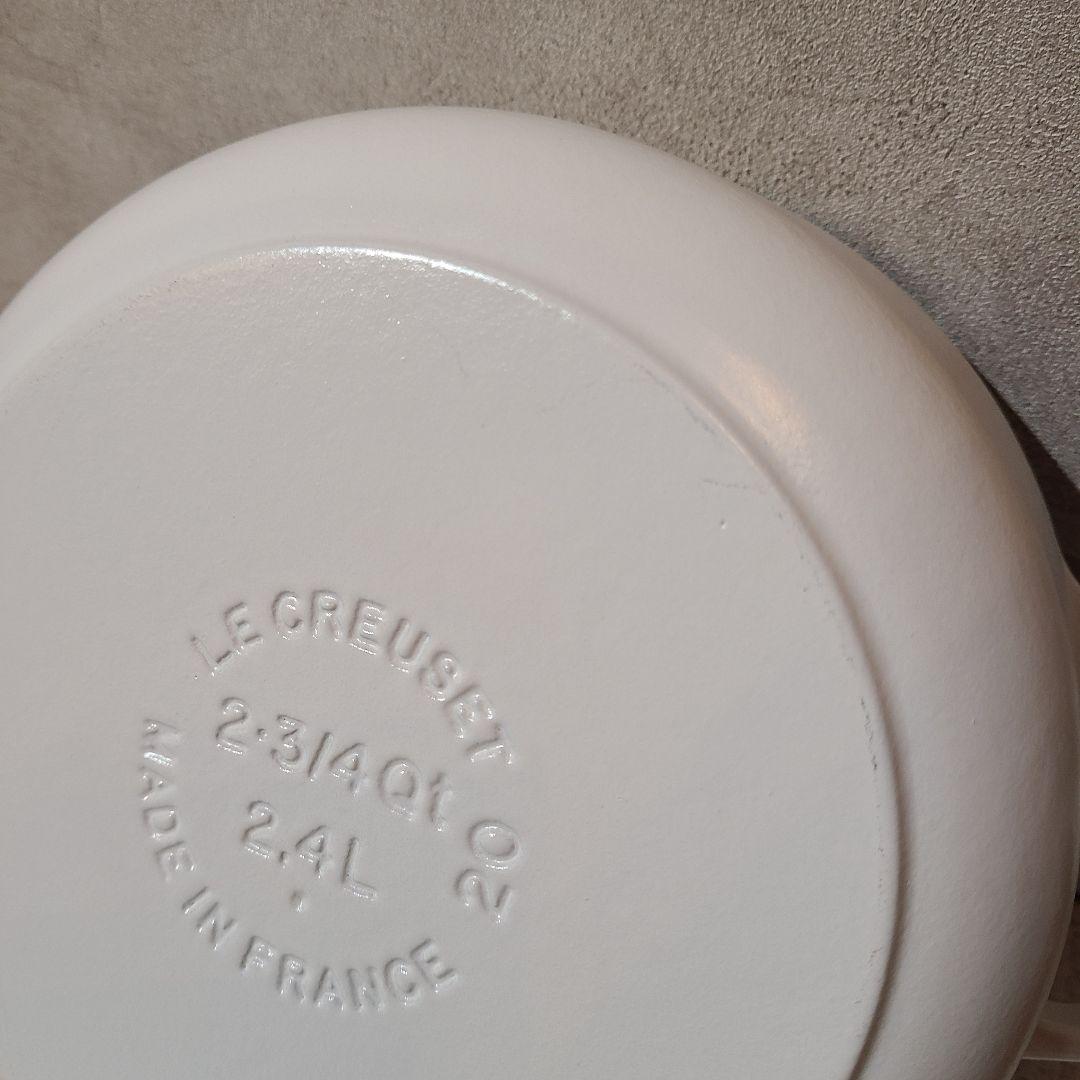 LE CREUSET
2·3/4Qt
2.4L
20
MADE IN FRANCE